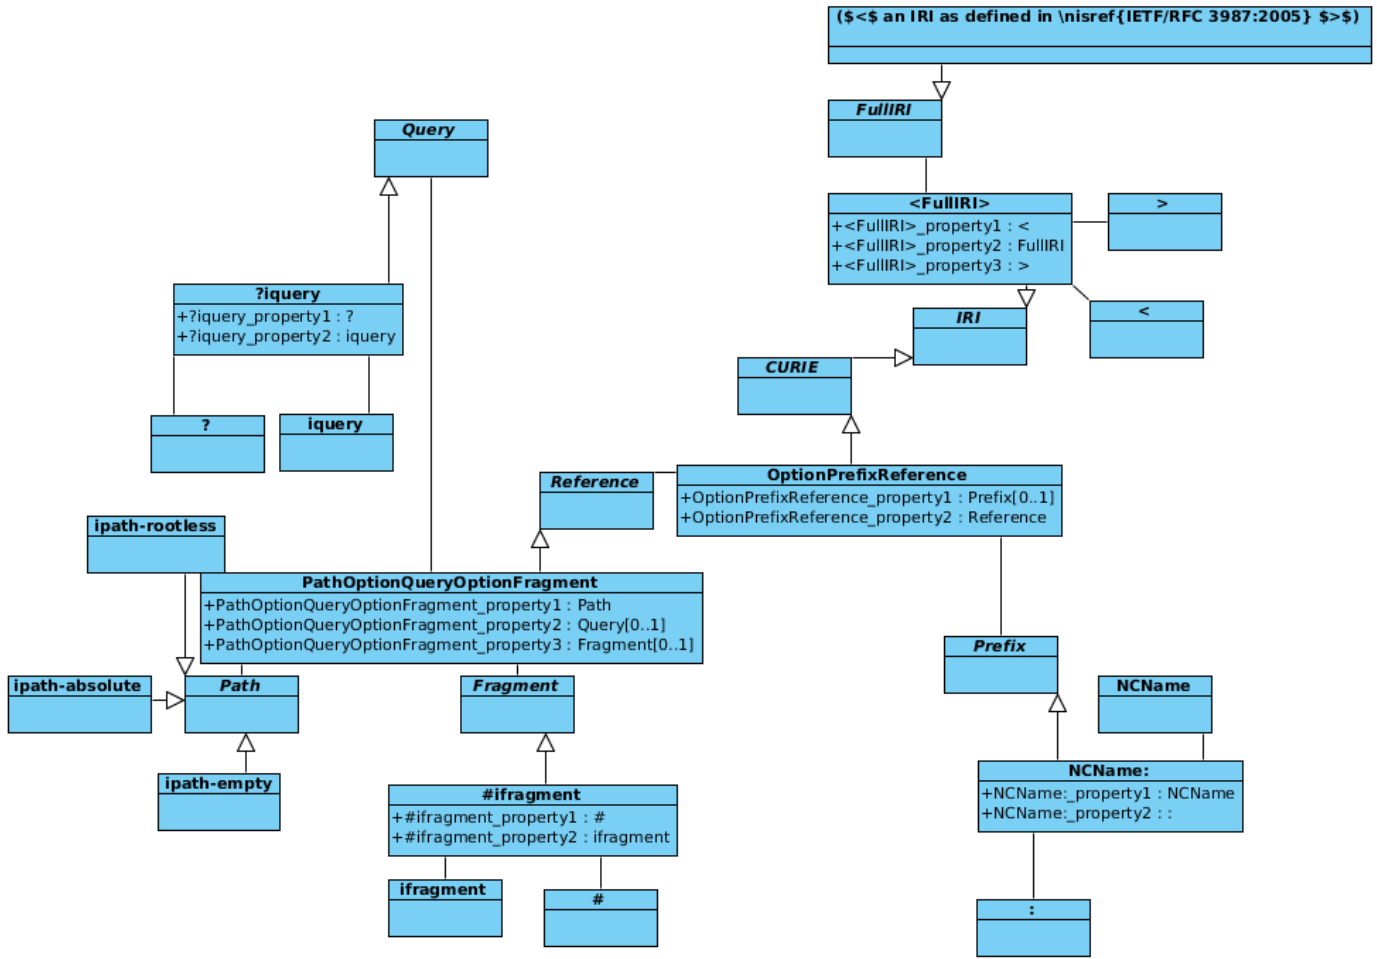 ($<$ an IRI as defined in \nisref{IETF/RFC 3987:2005} $>$)
FullIRI
Query
<FullIRI>
+<FullIRI>_property1 : <
+<FullIRI>_property2 : FullIRI
+<FullIRI>_property3 : >
>
?iquery
+?iquery_property1 : ?
+?iquery_property2 : iquery
<
IRI
CURIE
?
iquery
Reference
OptionPrefixReference
+OptionPrefixReference_property1 : Prefix[0..1]
+OptionPrefixReference_property2 : Reference
ipath-rootless
PathOptionQueryOptionFragment
+PathOptionQueryOptionFragment_property1 : Path
+PathOptionQueryOptionFragment_property2 : Query[0..1]
+PathOptionQueryOptionFragment_property3 : Fragment[0..1]
Prefix
ipath-absolute
Path
Fragment
NCName
ipath-empty
#ifragment
+#ifragment_property1 : #
+#ifragment_property2 : ifragment
NCName:
+NCName:_property1 : NCName
+NCName:_property2 : :
ifragment
#
: